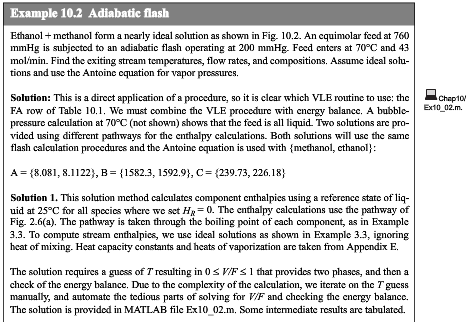 Example 10.2 Adiabatic flash
Ethanol + methanol form a nearly ideal solution as shown in Fig. 10.2. An equimolar feed at 760
mmHg is subjected to an adiabatic flash operating at 200 mmHg. Feed enters at 70°C and 43
mol/min. Find the exiting stream temperatures, flow rates, and compositions. Assume ideal solu-
tions and use the Antoine equation for vapor pressures.
Solution: This is a direct application of a procedure, so it is clear which VLE routine to use: the
FA row of Table 10.1. We must combine the VLE procedure with energy balance. A bubble-
pressure calculation at 70°C (not shown) shows that the feed is all liquid. Two solutions are pro-
vided using different pathways for the enthalpy calculations. Both solutions will use the same
flash calculation procedures and the Antoine equation is used with {methanol, ethanol}:
Chap10/
Ex10_02.m.
A = {8.081, 8.1122}, B = {1582.3, 1592.9}, C = {239.73, 226.18}
Solution 1. This solution method calculates component enthalpies using a reference state of liq-
uid at 25°C for all species where we set H_R = 0. The enthalpy calculations use the pathway of
Fig. 2.6(a). The pathway is taken through the boiling point of each component, as in Example
3.3. To compute stream enthalpies, we use ideal solutions as shown in Example 3.3, ignoring
heat of mixing. Heat capacity constants and heats of vaporization are taken from Appendix E.
The solution requires a guess of T resulting in 0 ≤ V/F ≤ 1 that provides two phases, and then a
check of the energy balance. Due to the complexity of the calculation, we iterate on the T guess
manually, and automate the tedious parts of solving for V/F and checking the energy balance.
The solution is provided in MATLAB file Ex10_02.m. Some intermediate results are tabulated.